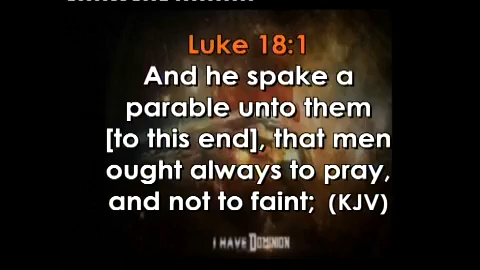 Luke 18:1
And he spake a
parable unto them
[to this end], that men
ought always to pray,
and not to faint; (KJV)
I HAVE DOMINION